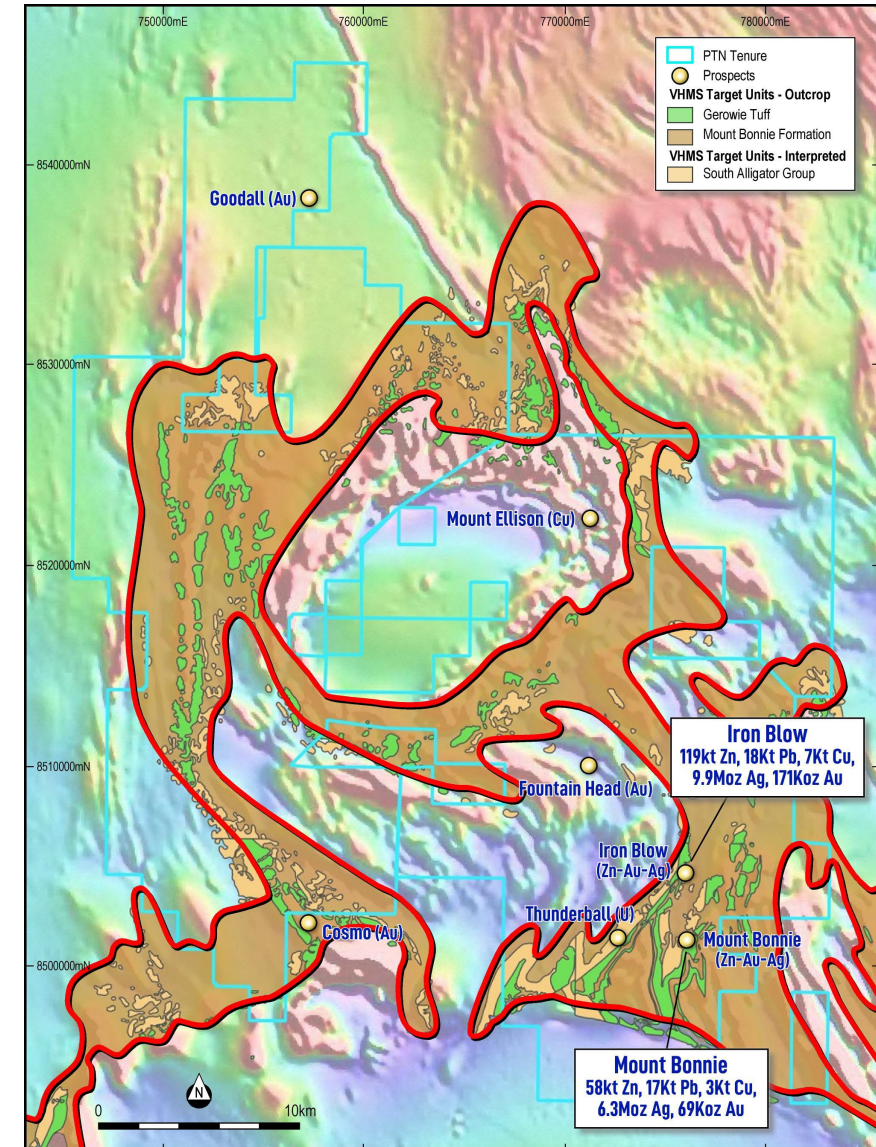 750000mE
760000mE
770000mE
780000mE
PTN Tenure
Prospects
VHMS Target Units - Outcrop
Gerowie Tuff
Mount Bonnie Formation
VHMS Target Units - Interpreted
South Alligator Group
8540000mN
Goodall (Au)
8530000mN
Mount Ellison (Cu)
8520000mN
Iron Blow
119kt Zn, 18Kt Pb, 7Kt Cu,
9.9Moz Ag, 171Koz Au
8510000mN
Fountain Head (Au)
Iron Blow
(Zn-Au-Ag)
Thunderball (U)
Cosmo (Au)
Mount Bonnie
(Zn-Au-Ag)
8500000mN
Mount Bonnie
58kt Zn, 17Kt Pb, 3Kt Cu,
6.3Moz Ag, 69Koz Au
N
0
10km